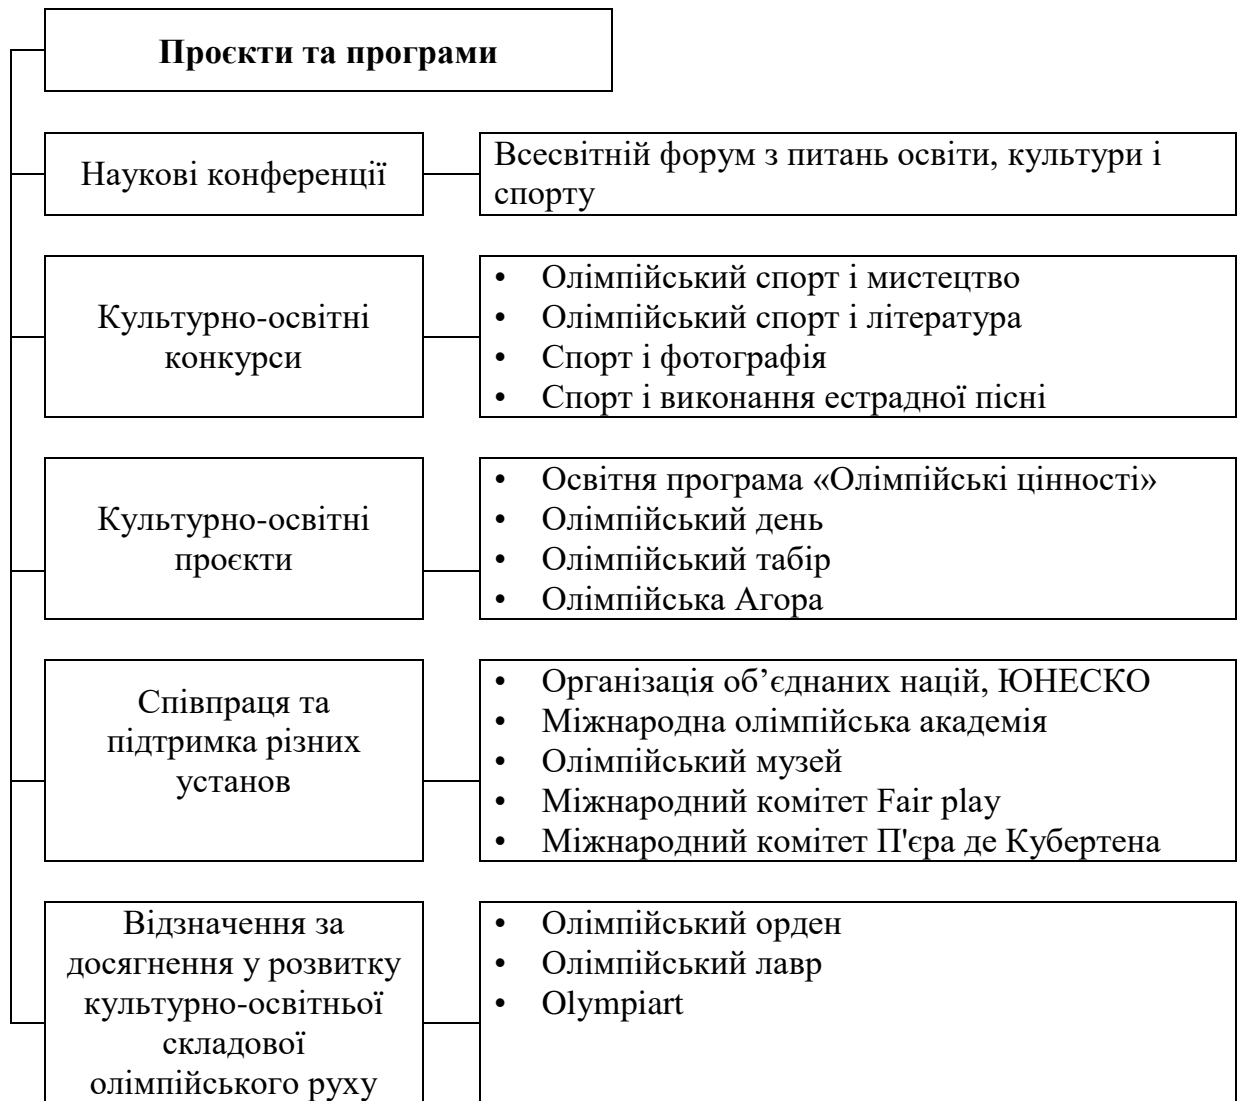 Проєкти та програми
Наукові конференції
Всесвітній форум з питань освіти, культури і
спорту
Культурно-освітні
конкурси
• Олімпійський спорт і мистецтво
• Олімпійський спорт і література
• Спорт і фотографія
• Спорт і виконання естрадної пісні
Культурно-освітні
проєкти
• Освітня програма «Олімпійські цінності»
• Олімпійський день
• Олімпійський табір
• Олімпійська Агора
Співпраця та
підтримка різних
установ
• Організація об’єднаних націй, ЮНЕСКО
• Міжнародна олімпійська академія
• Олімпійський музей
• Міжнародний комітет Fair play
• Міжнародний комітет П'єра де Кубертена
Відзначення за
досягнення у розвитку
культурно-освітньої
складової
олімпійського руху
• Олімпійський орден
• Олімпійський лавр
• Olympiart